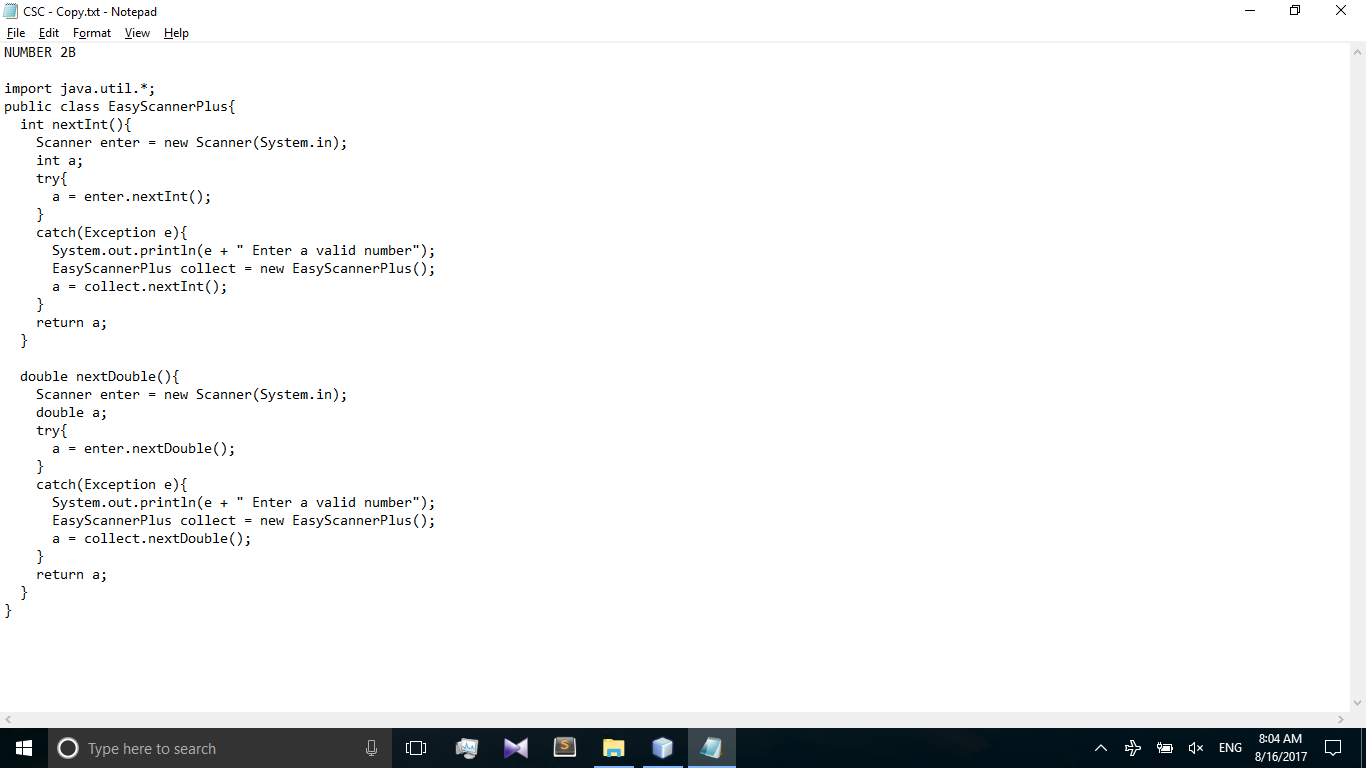 CSC - Copy.txt - Notepad
File Edit Format View Help
NUMBER 2B
import java.util.*;
public class EasyScannerPlus{
  int nextInt(){
    Scanner enter = new Scanner(System.in);
    int a;
    try{
      a = enter.nextInt();
    }
    catch(Exception e){
      System.out.println(e + " Enter a valid number");
      EasyScannerPlus collect = new EasyScannerPlus();
      a = collect.nextInt();
    }
    return a;
  }
  double nextDouble(){
    Scanner enter = new Scanner(System.in);
    double a;
    try{
      a = enter.nextDouble();
    }
    catch(Exception e){
      System.out.println(e + " Enter a valid number");
      EasyScannerPlus collect = new EasyScannerPlus();
      a = collect.nextDouble();
    }
    return a;
  }
}
Type here to search
S
ENG
8:04 AM
8/16/2017